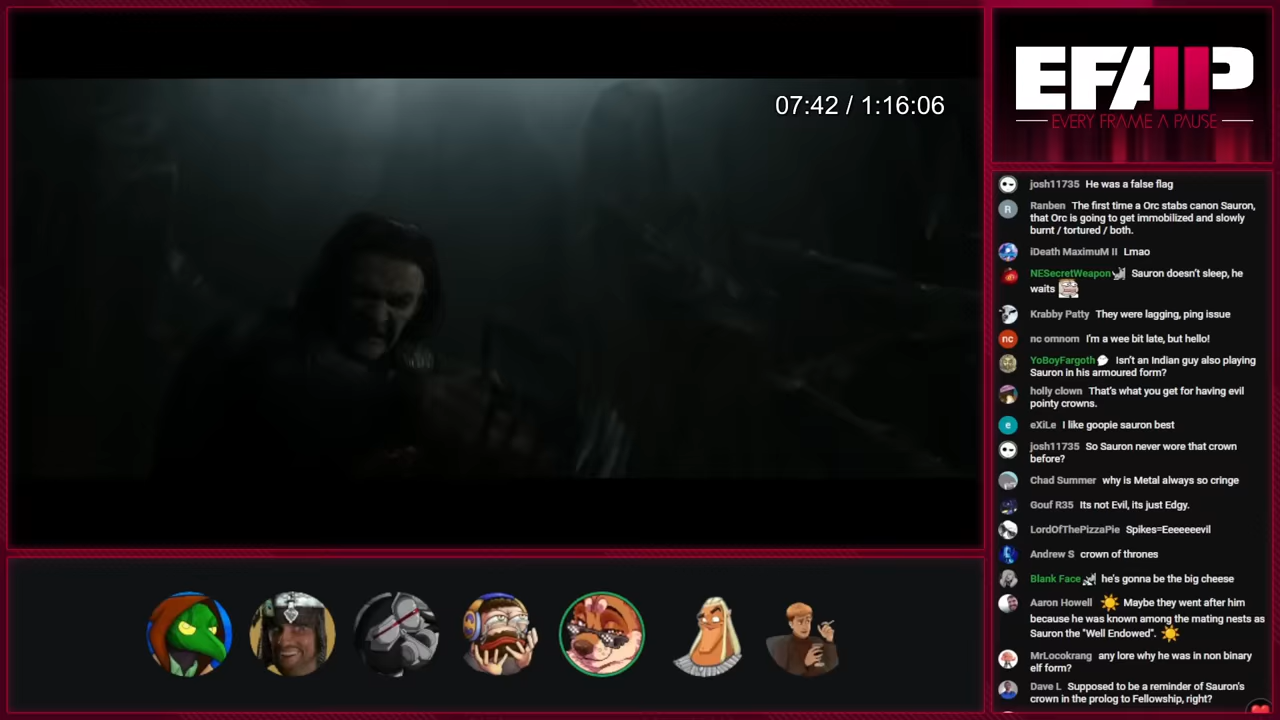 07:42 / 1:16:06
EFAP
EVERY FRAME A PAUSE
josh11735 He was a false flag
R
Ranben The first time a Orc stabs canon Sauron,
that Orc is going to get immobilized and slowly
burnt / tortured / both.
iDeath MaximuM II Lmao
NESecretWeapon Sauron doesn't sleep, he
waits
Krabby Patty They were lagging, ping issue
nc
nc omnom I'm a wee bit late, but hello!
YoBoyFargoth Isn't an Indian guy also playing
Sauron in his armoured form?
holly clown That's what you get for having evil
pointy crowns.
e
eXiLe I like goopie sauron best
josh11735 So Sauron never wore that crown
before?
Chad Summer why is Metal always so cringe
Gouf R35 Its not Evil, its just Edgy.
LordOfThePizzaPie Spikes=Eeeeeevil
Andrew S crown of thrones
Blank Face he's gonna be the big cheese
Aaron Howell Maybe they went after him
because he was known among the mating nests as
Sauron the "Well Endowed".
MrLocokrang any lore why he was in non binary
elf form?
Dave L Supposed to be a reminder of Sauron's
crown in the prolog to Fellowship, right?